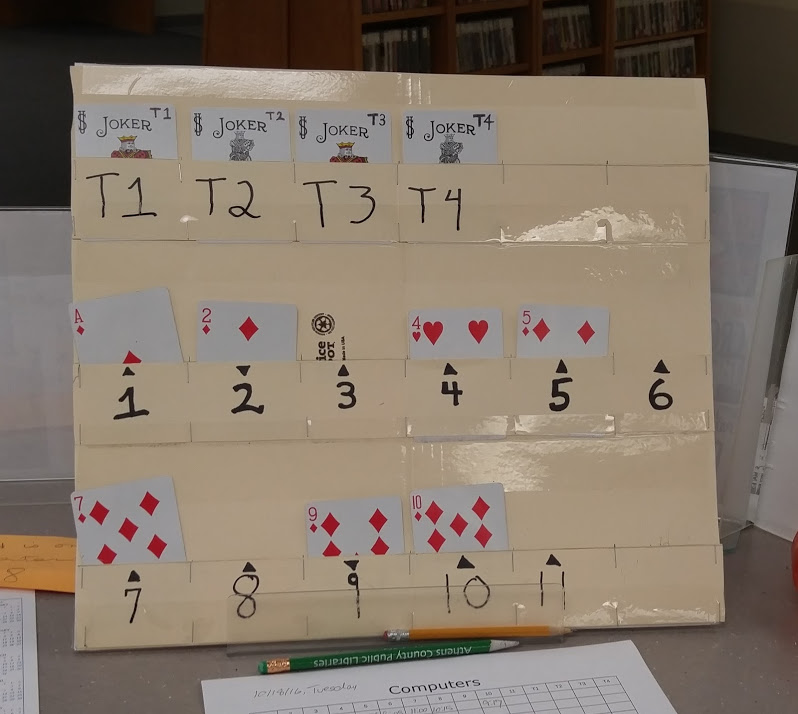 $ JOKER T1 $ JOKER T2 $ JOKER T3 $ JOKER T4
T1 T2 T3 T4
A 2 4 5
1 2 3 4 5 6
7 9 10
7 8 9 10 11
8
Athens County Public Libraries
10/18/16, Tuesday
Computers